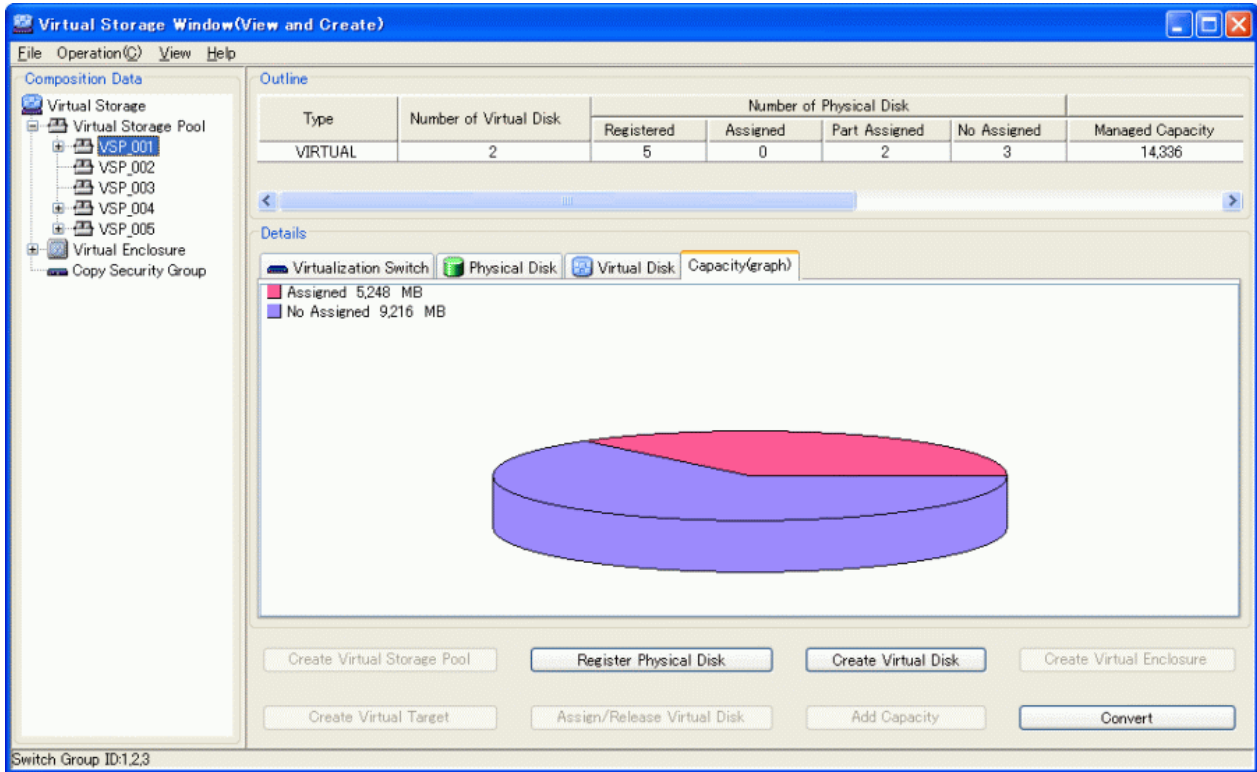 Virtual Storage Window(View and Create)
File Operation(C) View Help
Composition Data
Virtual Storage
Virtual Storage Pool
VSP_001
VSP_002
VSP_003
VSP_004
VSP_005
Virtual Enclosure
Copy Security Group
Outline
Type Number of Virtual Disk Number of Physical Disk
Registered Assigned Part Assigned No Assigned Managed Capacity
VIRTUAL 2 5 0 2 3 14,336
Details
Virtualization Switch Physical Disk Virtual Disk Capacity(graph)
Assigned 5,248 MB
No Assigned 9,216 MB
Create Virtual Storage Pool Register Physical Disk Create Virtual Disk Create Virtual Enclosure
Create Virtual Target Assign/Release Virtual Disk Add Capacity Convert
Switch Group ID:1,2,3